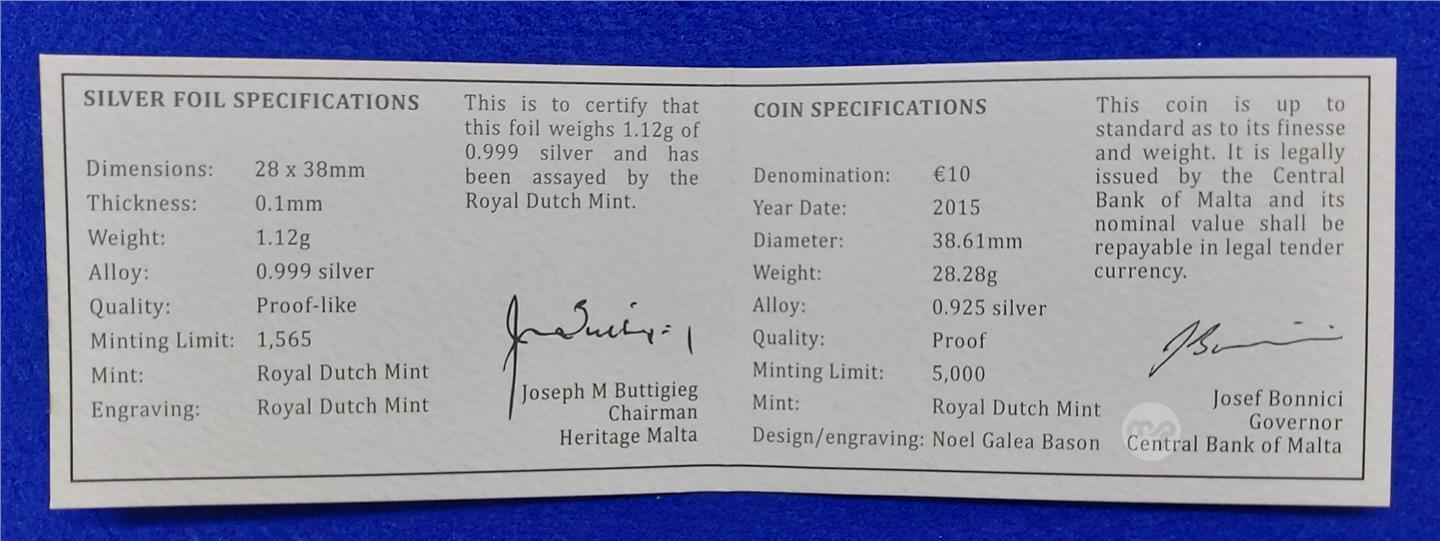 SILVER FOIL SPECIFICATIONS
Dimensions: 28 x 38mm
Thickness: 0.1mm
Weight: 1.12g
Alloy: 0.999 silver
Quality: Proof-like
Minting Limit: 1,565
Mint: Royal Dutch Mint
Engraving: Royal Dutch Mint
This is to certify that
this foil weighs 1.12g of
0.999 silver and has
been assayed by the
Royal Dutch Mint.
Joseph M Buttigieg
Chairman
Heritage Malta
COIN SPECIFICATIONS
Denomination: €10
Year Date: 2015
Diameter: 38.61mm
Weight: 28.28g
Alloy: 0.925 silver
Quality: Proof
Minting Limit: 5,000
Mint: Royal Dutch Mint
Design/engraving: Noel Galea Bason
This coin is up to
standard as to its finesse
and weight. It is legally
issued by the Central
Bank of Malta and its
nominal value shall be
repayable in legal tender
currency.
Josef Bonnici
Governor
Central Bank of Malta